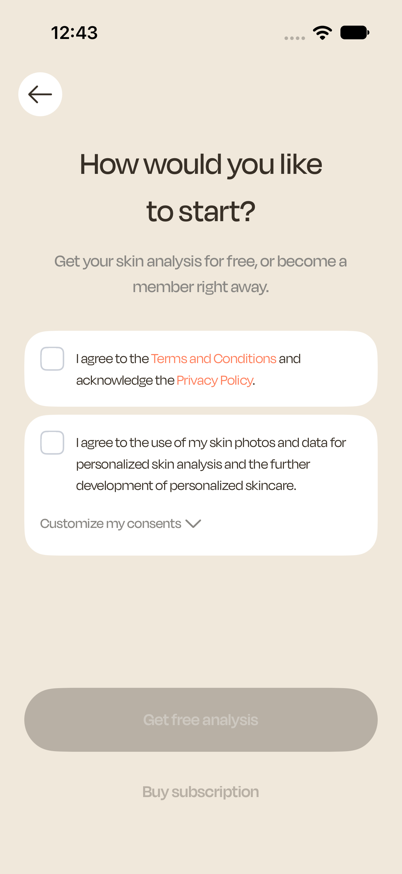 12:43
How would you like
to start?
Get your skin analysis for free, or become a
member right away.
I agree to the Terms and Conditions and
acknowledge the Privacy Policy.
I agree to the use of my skin photos and data for
personalized skin analysis and the further
development of personalized skincare.
Customize my consents
Get free analysis
Buy subscription